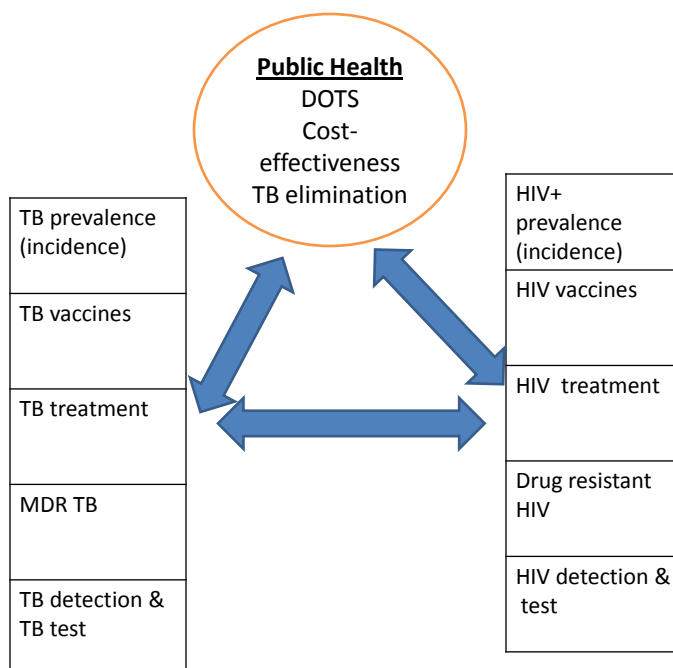 Public Health
DOTS
Cost-
effectiveness
TB elimination
TB prevalence
(incidence)
TB vaccines
TB treatment
MDR TB
TB detection &
TB test
HIV+
prevalence
(incidence)
HIV vaccines
HIV treatment
Drug resistant
HIV
HIV detection &
test